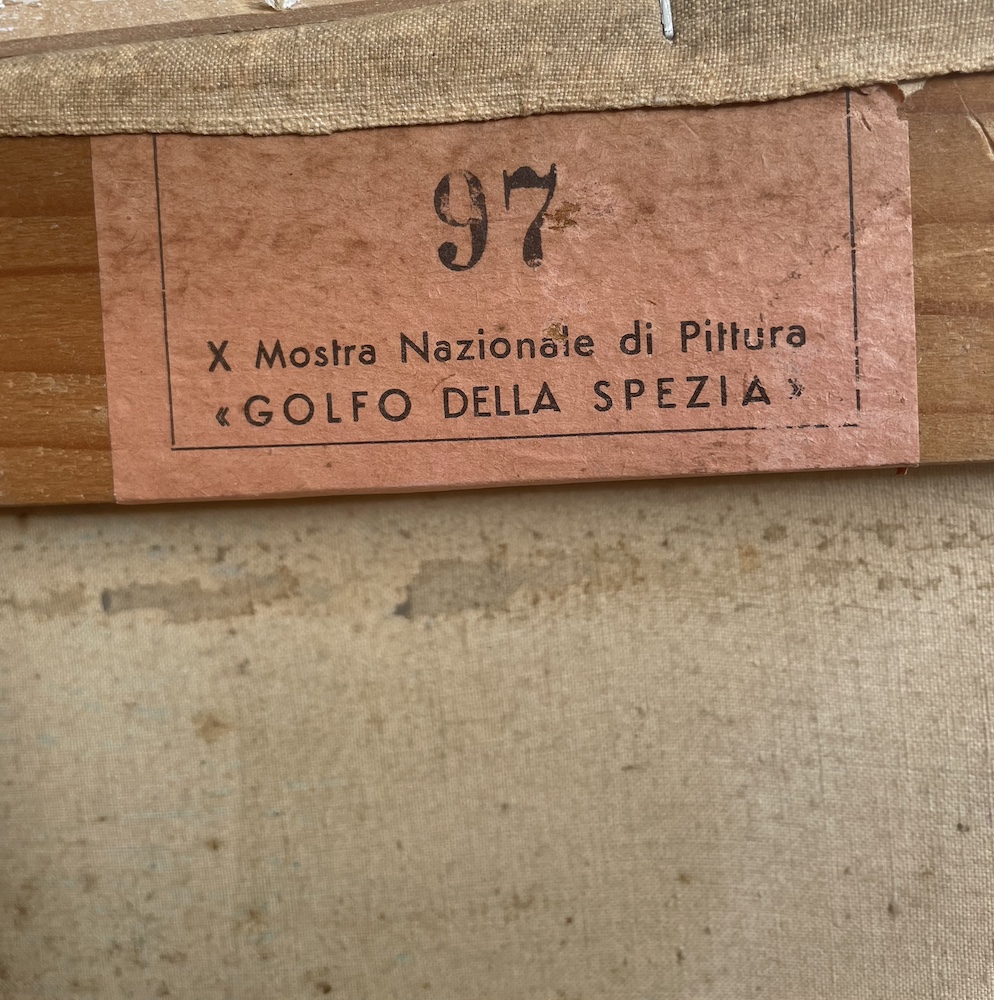 97
X Mostra Nazionale di Pittura
«GOLFO DELLA SPEZIA»